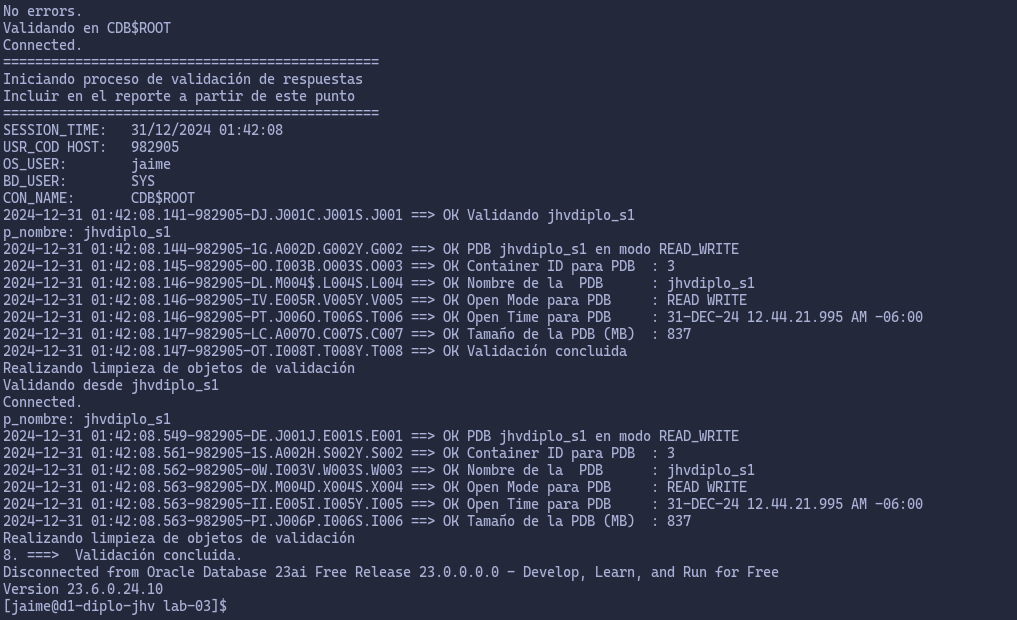 No errors.
Validando en CDB$ROOT
Connected.
===============================================
Iniciando proceso de validación de respuestas
Incluir en el reporte a partir de este punto
===============================================
SESSION_TIME:   31/12/2024 01:42:08
USR_COD HOST:   982905
OS_USER:        jaime
BD_USER:        SYS
CON_NAME:       CDB$ROOT
2024-12-31 01:42:08.141-982905-DJ.J001C.J001S.J001 ==> OK Validando jhvdiplo_s1
p_nombre: jhvdiplo_s1
2024-12-31 01:42:08.144-982905-1G.A002D.G002Y.G002 ==> OK PDB jhvdiplo_s1 en modo READ_WRITE
2024-12-31 01:42:08.145-982905-0O.I003B.O003S.O003 ==> OK Container ID para PDB  : 3
2024-12-31 01:42:08.146-982905-DL.M004$.L004S.L004 ==> OK Nombre de la  PDB      : jhvdiplo_s1
2024-12-31 01:42:08.146-982905-IV.E005R.V005Y.V005 ==> OK Open Mode para PDB     : READ WRITE
2024-12-31 01:42:08.146-982905-PT.J006O.T006S.T006 ==> OK Open Time para PDB     : 31-DEC-24 12.44.21.995 AM -06:00
2024-12-31 01:42:08.147-982905-LC.A007O.C007S.C007 ==> OK Tamaño de la PDB (MB)  : 837
2024-12-31 01:42:08.147-982905-OT.I008T.T008Y.T008 ==> OK Validación concluida
Realizando limpieza de objetos de validación
Validando desde jhvdiplo_s1
Connected.
p_nombre: jhvdiplo_s1
2024-12-31 01:42:08.549-982905-DE.J001J.E001S.E001 ==> OK PDB jhvdiplo_s1 en modo READ_WRITE
2024-12-31 01:42:08.561-982905-1S.A002H.S002Y.S002 ==> OK Container ID para PDB  : 3
2024-12-31 01:42:08.562-982905-0W.I003V.W003S.W003 ==> OK Nombre de la  PDB      : jhvdiplo_s1
2024-12-31 01:42:08.563-982905-DX.M004D.X004S.X004 ==> OK Open Mode para PDB     : READ WRITE
2024-12-31 01:42:08.563-982905-II.E005I.I005Y.I005 ==> OK Open Time para PDB     : 31-DEC-24 12.44.21.995 AM -06:00
2024-12-31 01:42:08.563-982905-PI.J006P.I006S.I006 ==> OK Tamaño de la PDB (MB)  : 837
Realizando limpieza de objetos de validación
8. ===>  Validación concluida.
Disconnected from Oracle Database 23ai Free Release 23.0.0.0.0 - Develop, Learn, and Run for Free
Version 23.6.0.24.10
[jaime@d1-diplo-jhv lab-03]$